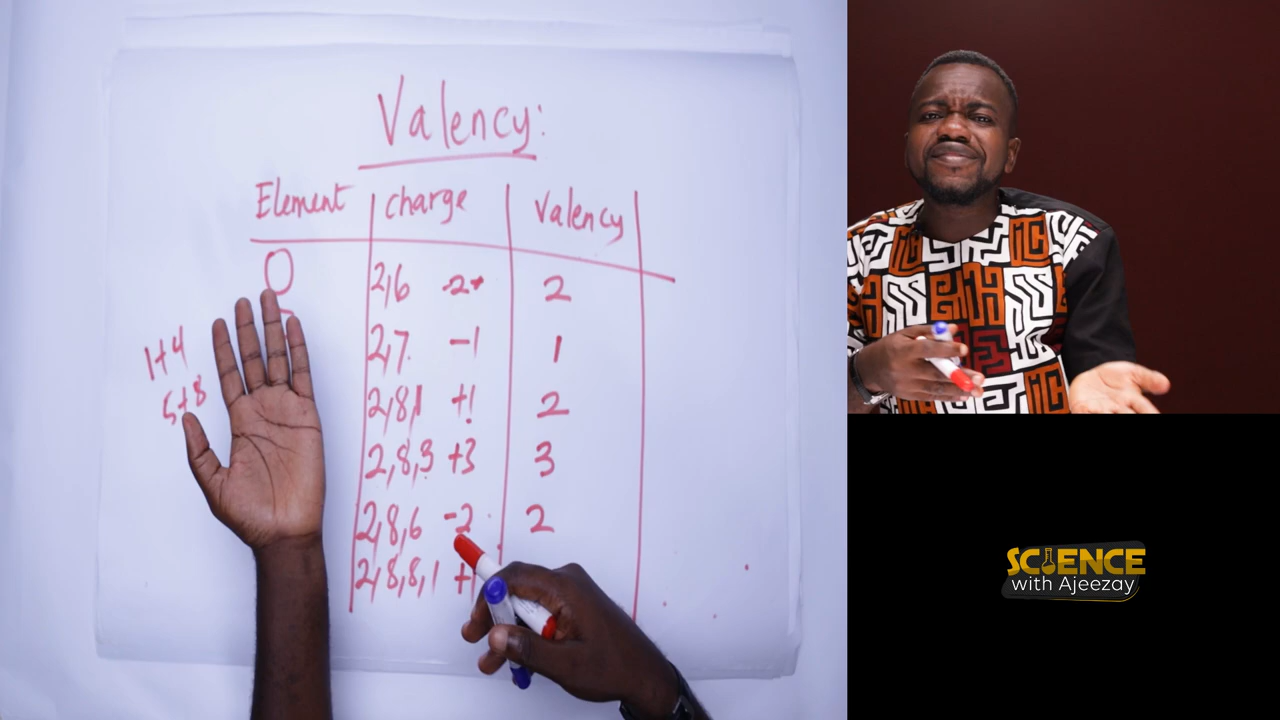 Valency:
Element charge valency
O 2,6 -2+ 2
2,7. -1 1
2,8,1 +1 2
2,8,3 +3 3
2,8,6 -2 2
2,8,8,1 +1
1+4
5+8
SCIENCE
with Ajeezay